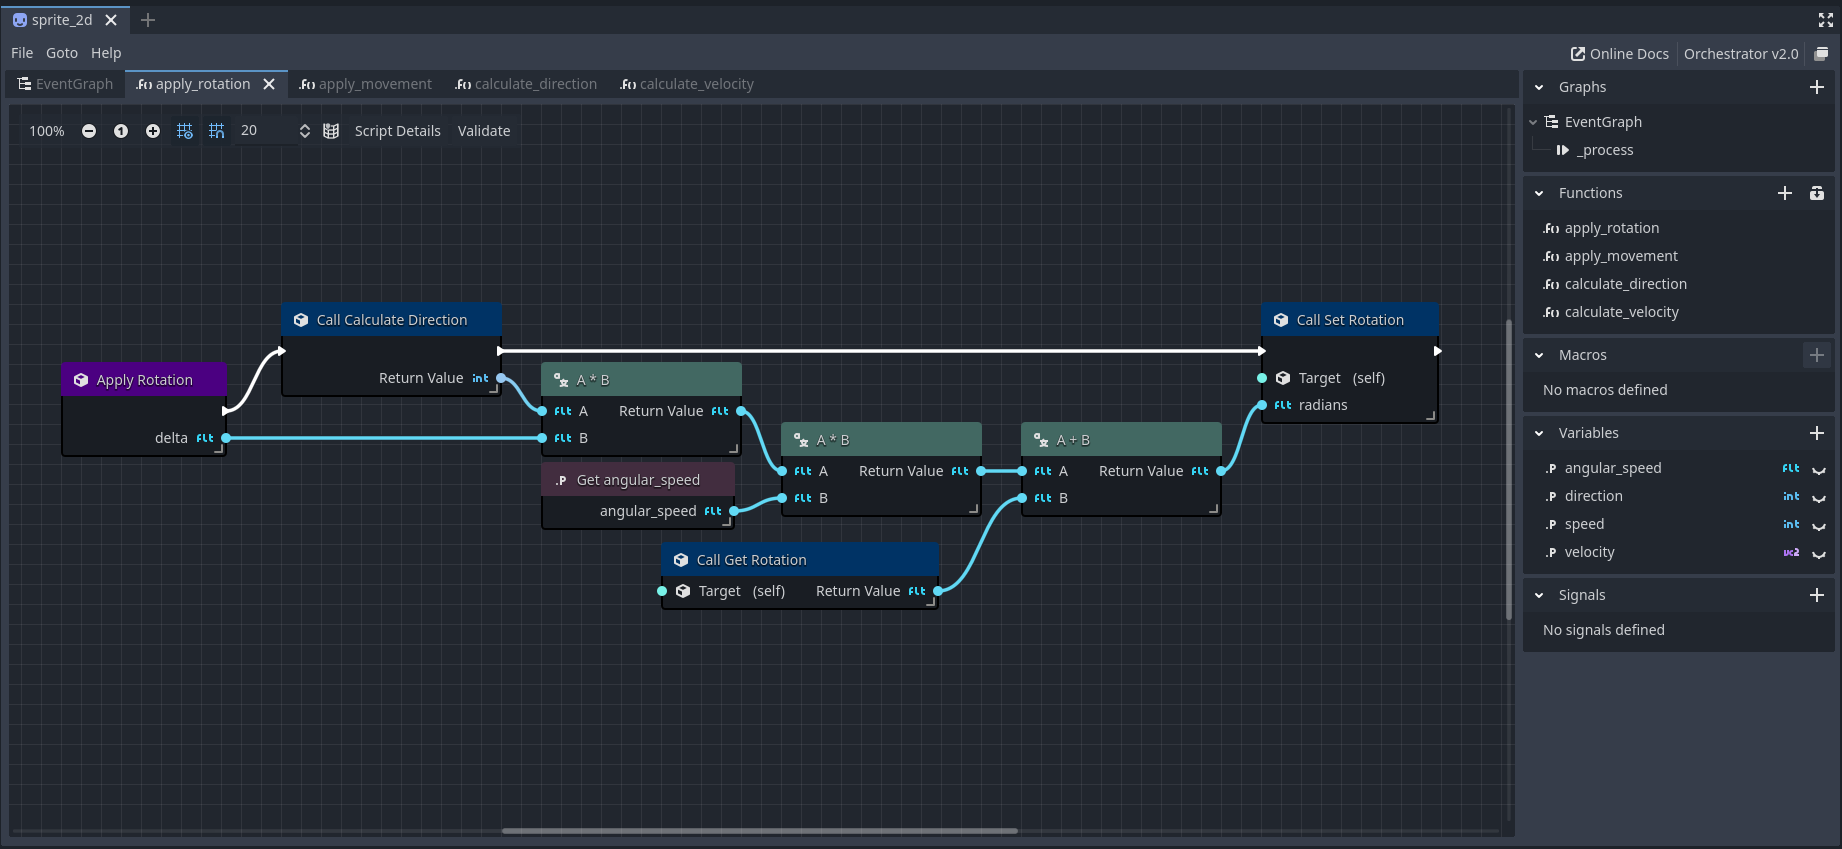 sprite_2d
File Goto Help
Online Docs Orchestrator v2.0
EventGraph apply_rotation apply_movement calculate_direction calculate_velocity
100% 1 20 Script Details Validate
Apply Rotation
delta flt
Call Calculate Direction
Return Value int
A * B
flt A Return Value flt
flt B
Get angular_speed
angular_speed flt
Call Get Rotation
Target (self) Return Value flt
A * B
flt A Return Value flt
flt B
A + B
flt A Return Value flt
flt B
Call Set Rotation
Target (self)
flt radians
Graphs
EventGraph
_process
Functions
apply_rotation
apply_movement
calculate_direction
calculate_velocity
Macros
No macros defined
Variables
angular_speed flt
direction int
speed int
velocity vc2
Signals
No signals defined